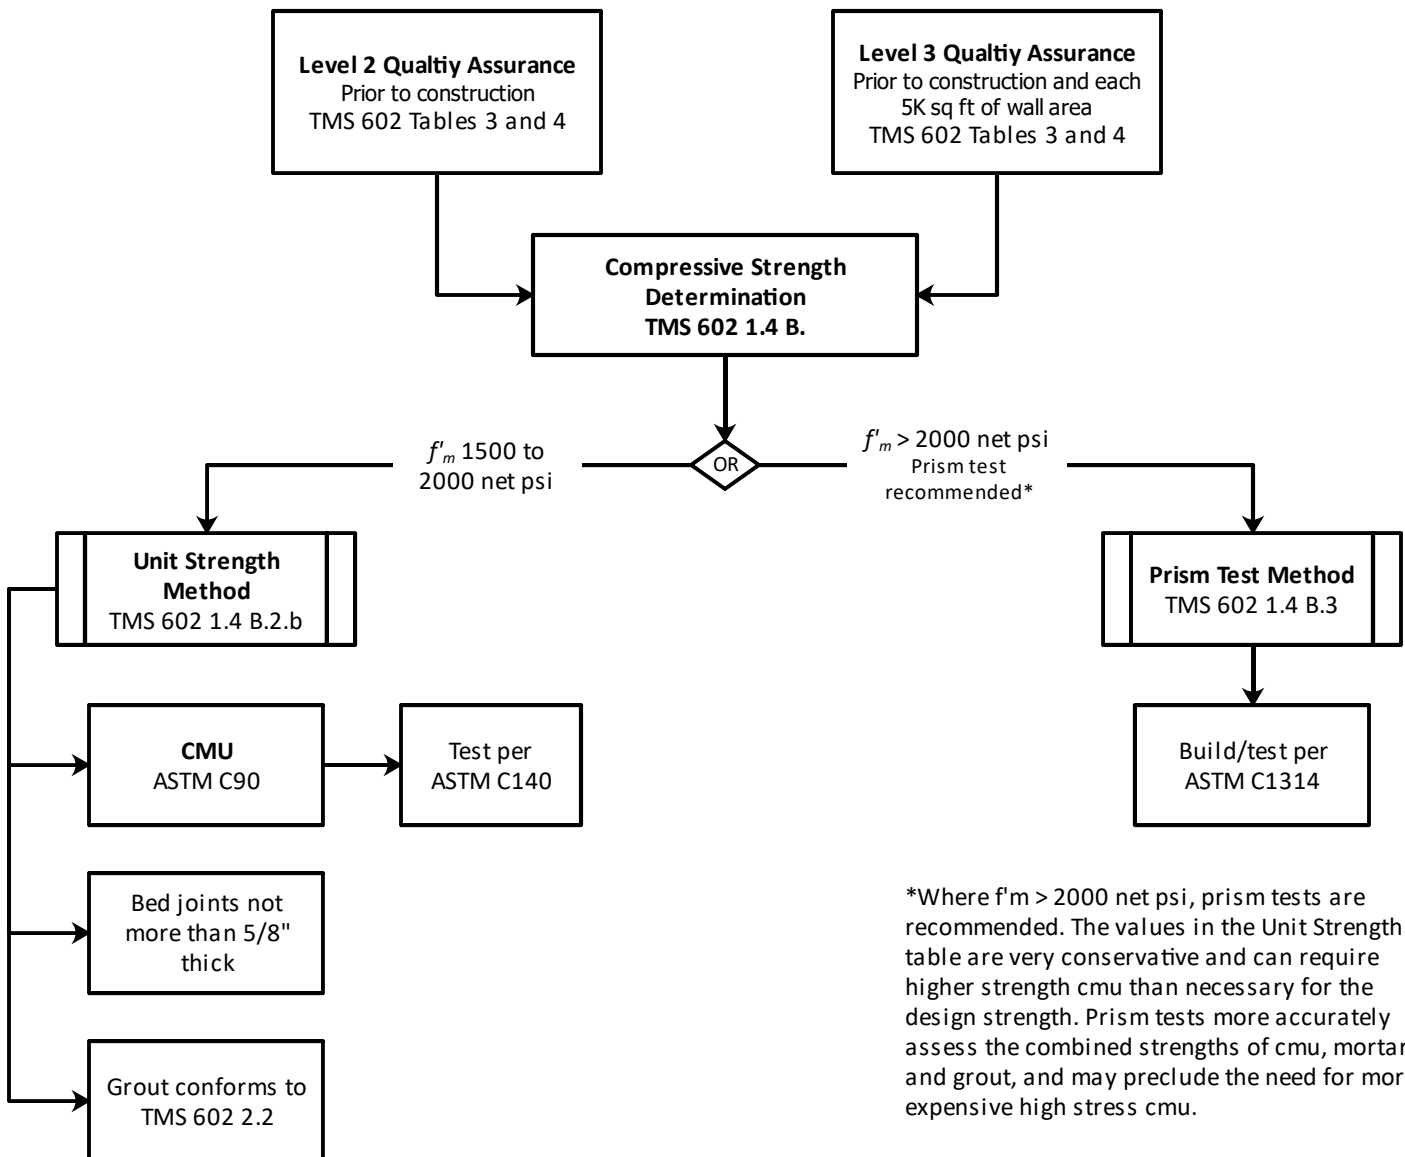 Level 2 Qualtiy Assurance
Prior to construction
TMS 602 Tables 3 and 4
Level 3 Qualtiy Assurance
Prior to construction and each
5K sq ft of wall area
TMS 602 Tables 3 and 4
Compressive Strength
Determination
TMS 602 1.4 B.
f'm 1500 to
2000 net psi
OR
f'm > 2000 net psi
Prism test
recommended*
Unit Strength
Method
TMS 602 1.4 B.2.b
Prism Test Method
TMS 602 1.4 B.3
CMU
ASTM C90
Test per
ASTM C140
Build/test per
ASTM C1314
Bed joints not
more than 5/8"
thick
Grout conforms to
TMS 602 2.2
*Where f'm > 2000 net psi, prism tests are
recommended. The values in the Unit Strength
table are very conservative and can require
higher strength cmu than necessary for the
design strength. Prism tests more accurately
assess the combined strengths of cmu, mortar
and grout, and may preclude the need for mor
expensive high stress cmu.